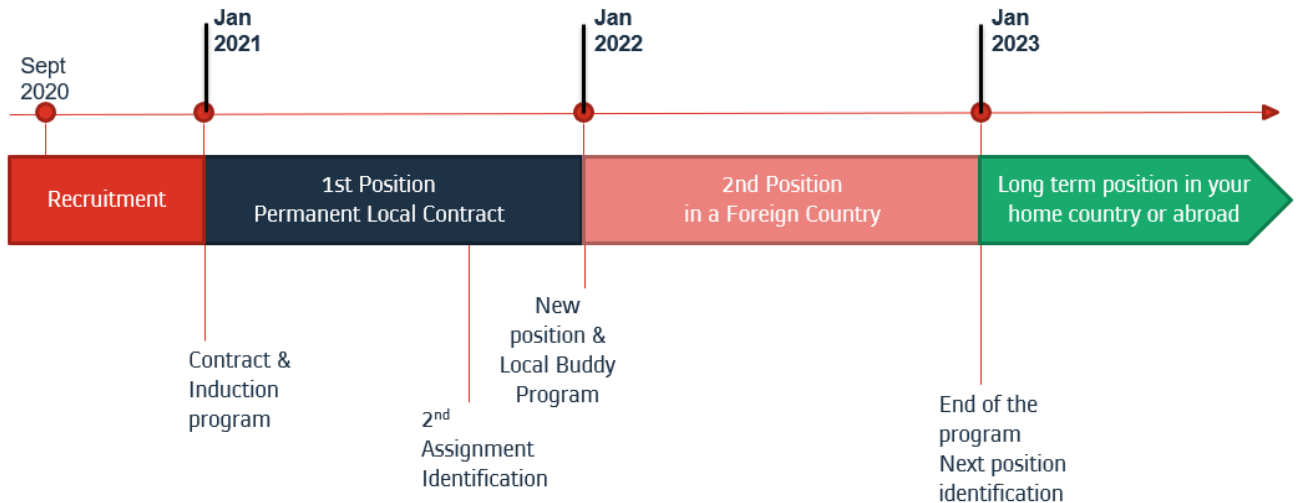 Sept
2020
Jan
2021
Jan
2022
Jan
2023
Recruitment
1st Position
Permanent Local Contract
2nd Position
in a Foreign Country
Long term position in your
home country or abroad
Contract &
Induction
program
2nd
Assignment
Identification
New
position &
Local Buddy
Program
End of the
program
Next position
identification